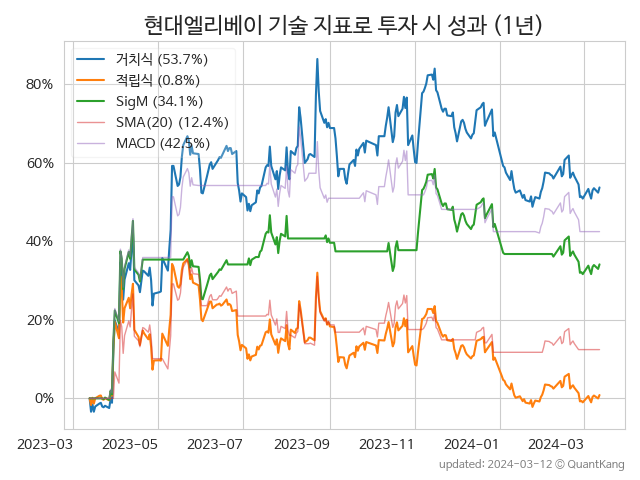 현대엘리베이 기술 지표로 투자 시 성과 (1년)
거치식 (53.7%)
적립식 (0.8%)
SigM (34.1%)
SMA(20) (12.4%)
MACD (42.5%)
80%
60%
40%
20%
0%
2023-03 2023-05 2023-07 2023-09 2023-11 2024-01 2024-03
updated: 2024-03-12 © QuantKang